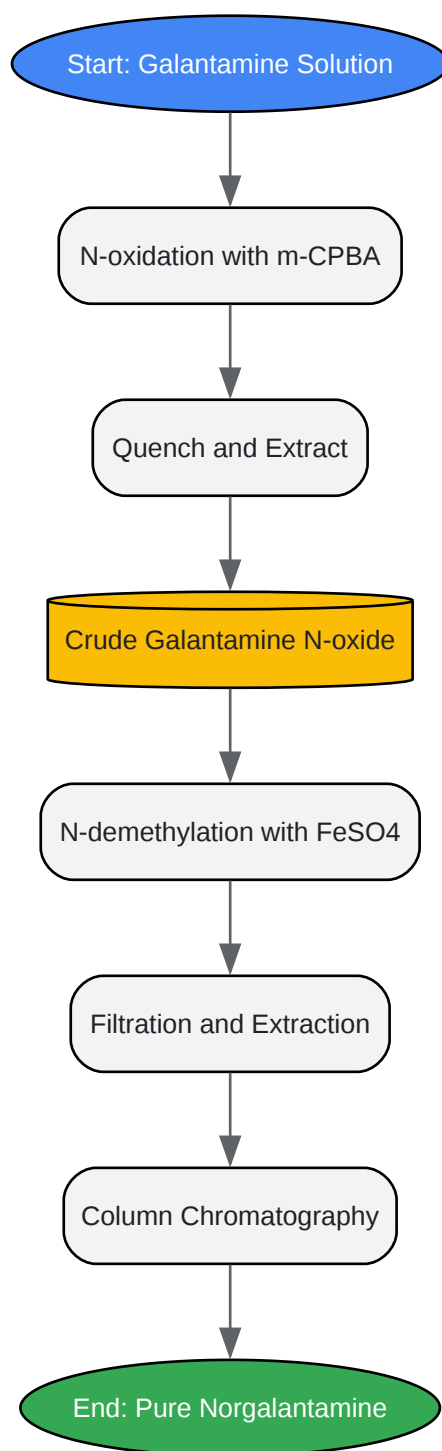 Start: Galantamine Solution
N-oxidation with m-CPBA
Quench and Extract
Crude Galantamine N-oxide
N-demethylation with FeSO4
Filtration and Extraction
Column Chromatography
End: Pure Norgalantamine